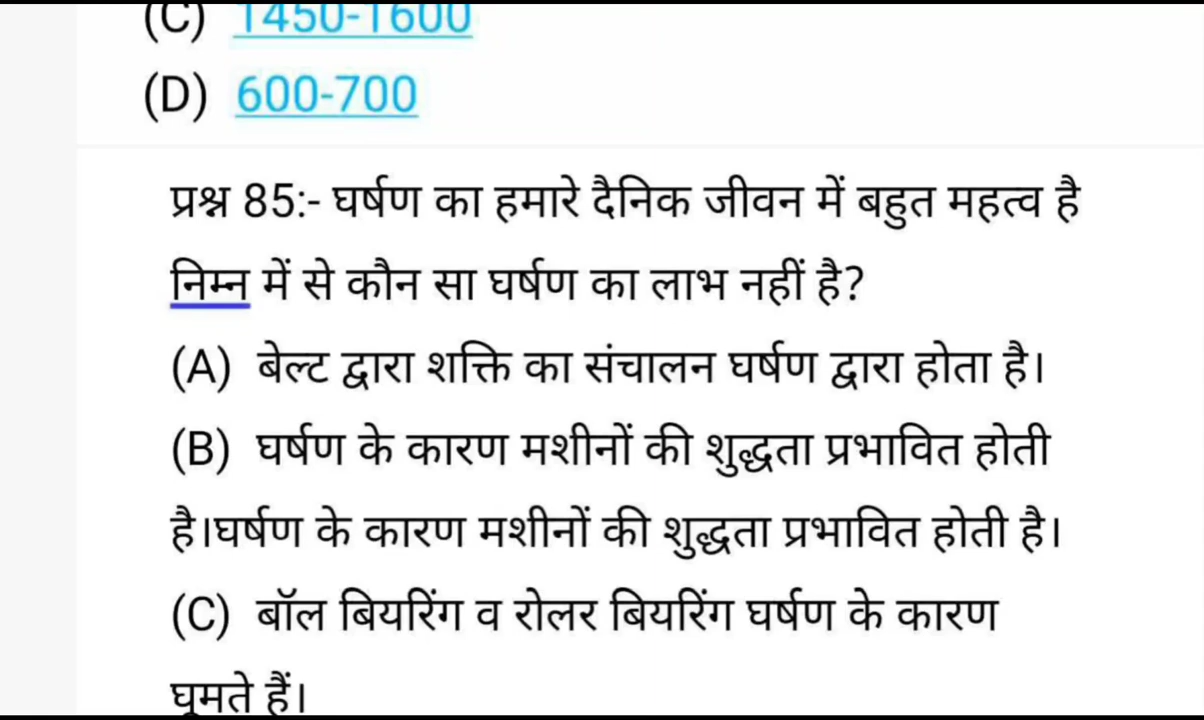 (C) 1450-1600
(D) 600-700
प्रश्न 85:- घर्षण का हमारे दैनिक जीवन में बहुत महत्व है
निम्न में से कौन सा घर्षण का लाभ नहीं है?
(A) बेल्ट द्वारा शक्ति का संचालन घर्षण द्वारा होता है।
(B) घर्षण के कारण मशीनों की शुद्धता प्रभावित होती
है।घर्षण के कारण मशीनों की शुद्धता प्रभावित होती है।
(C) बॉल बियरिंग व रोलर बियरिंग घर्षण के कारण
घूमते हैं।